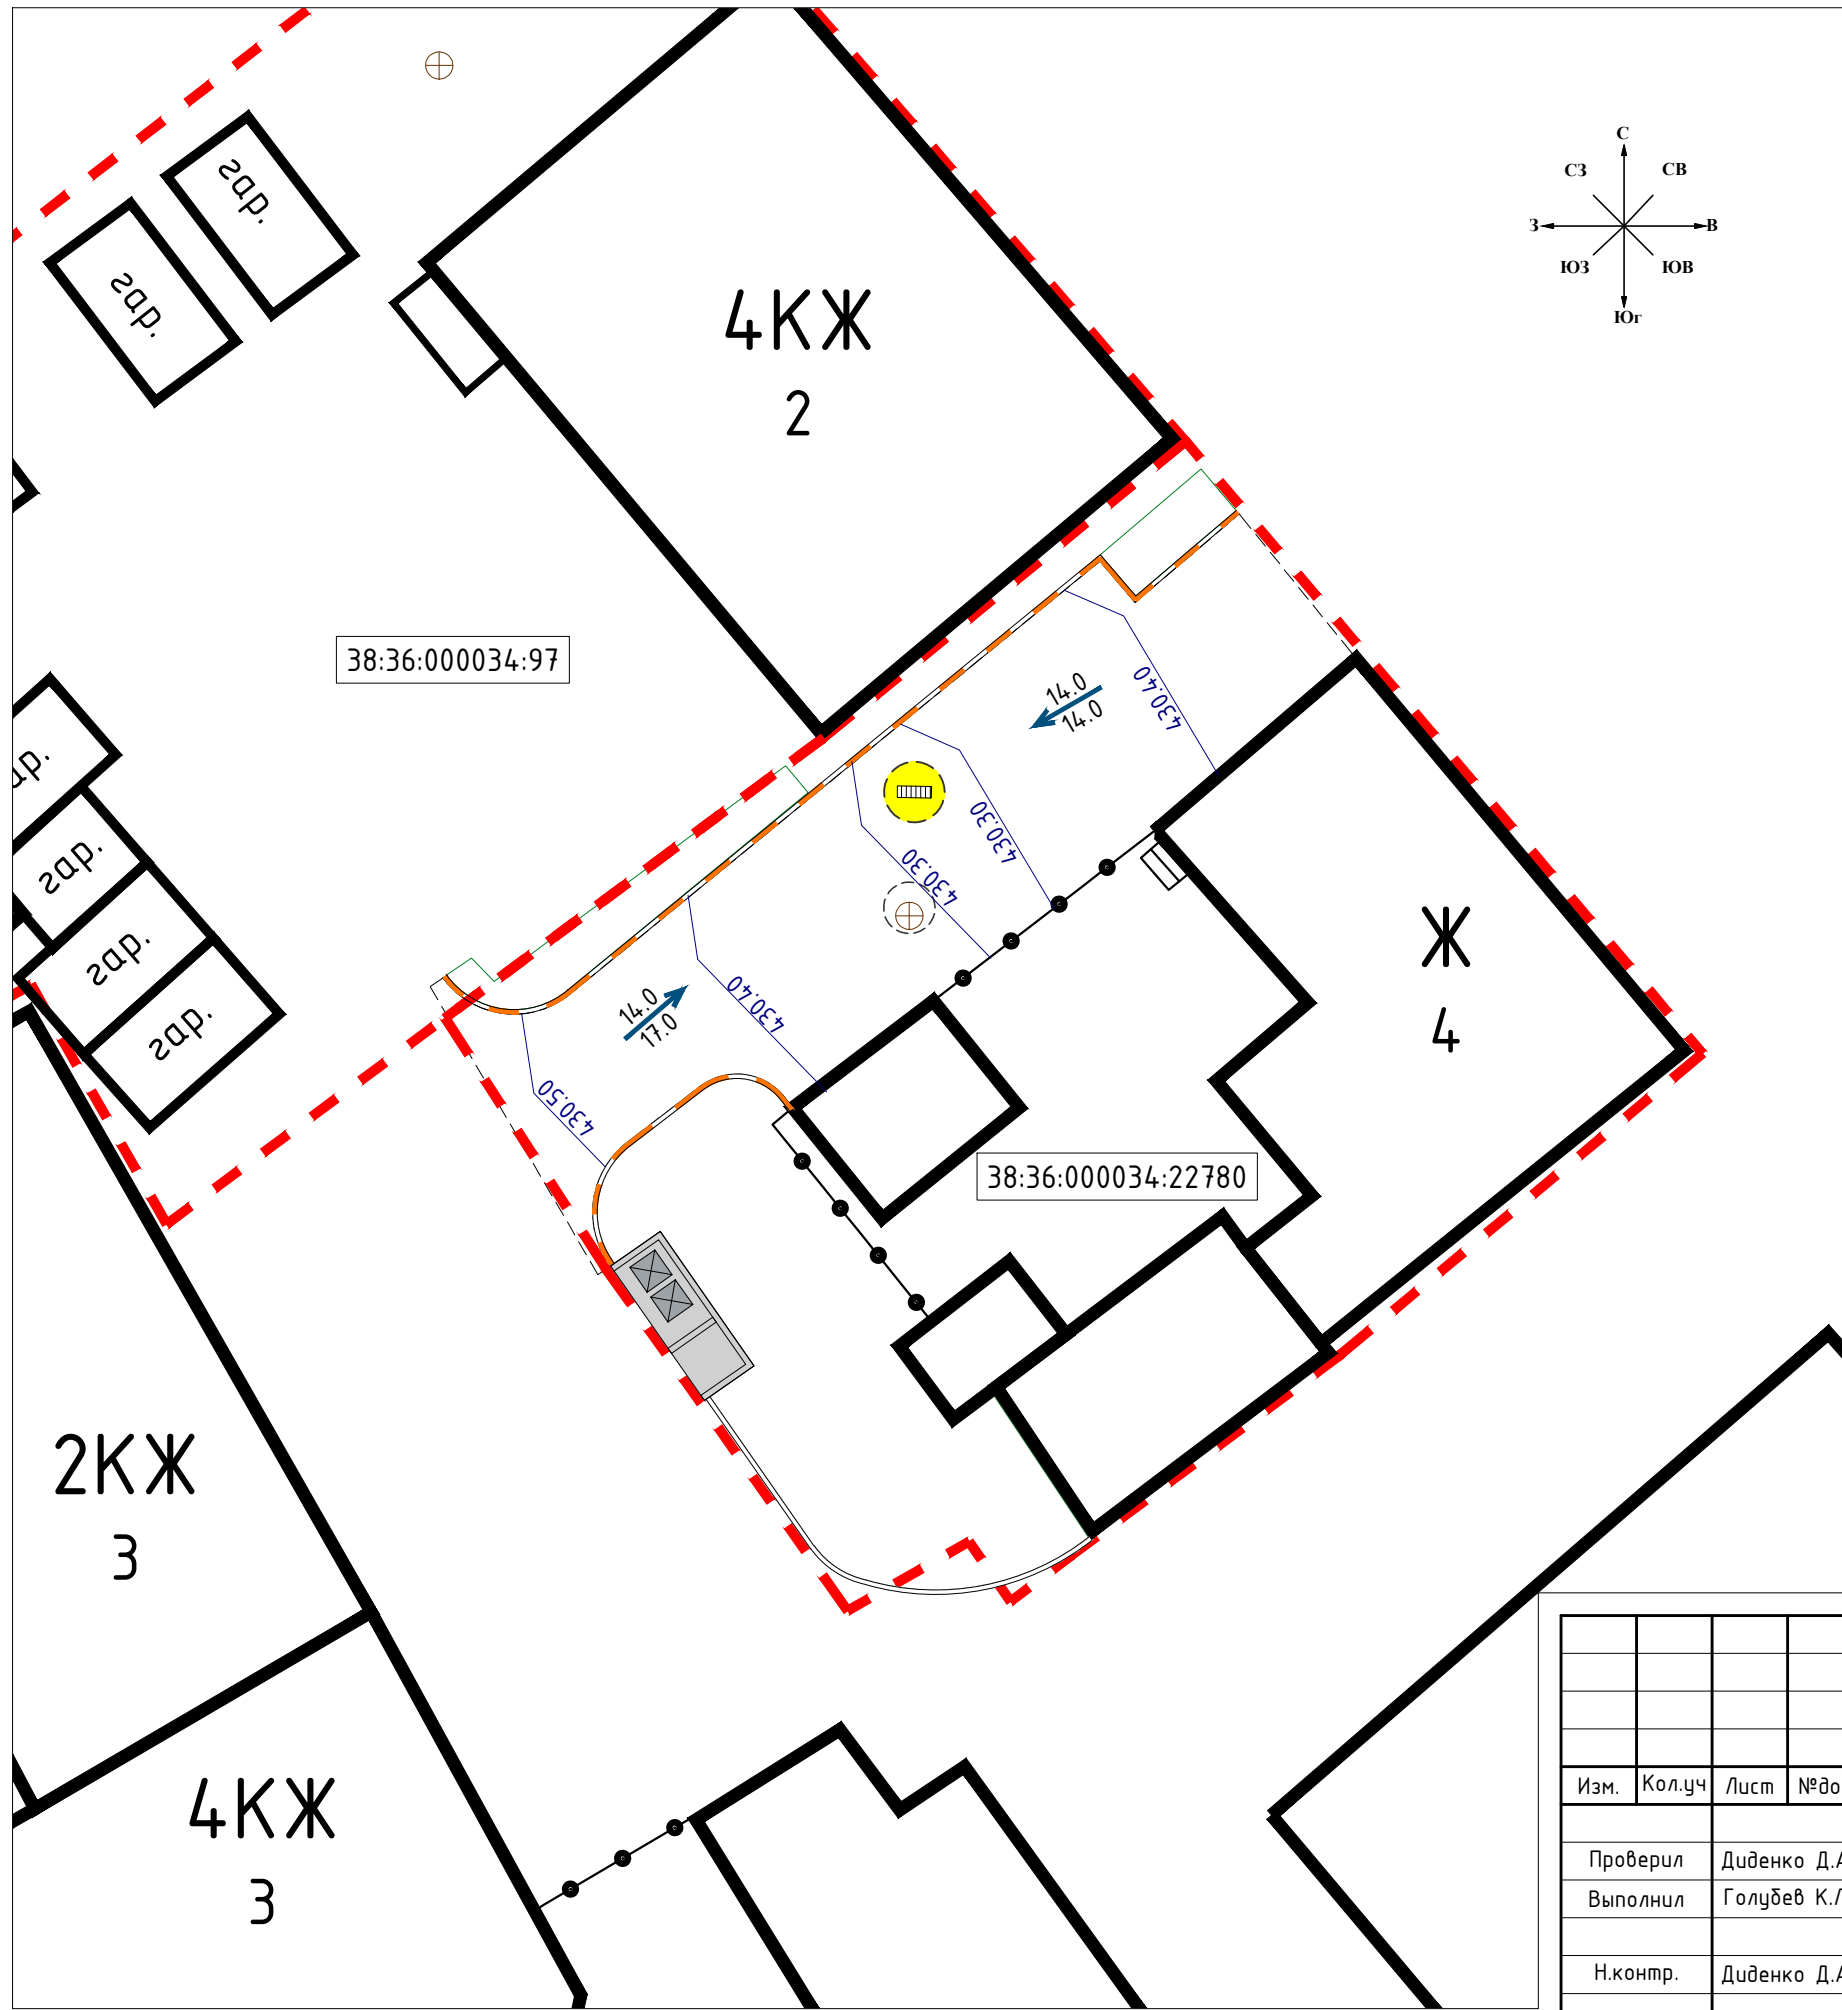 С
СЗ
СВ
З
В
ЮЗ
ЮВ
Юг
гар.
гар.
4КЖ
2
38:36:000034:97
430.40
14.0
14.0
430.30
430.30
гар.
гар.
гар.
Ж
4
430.40
14.0
17.0
430.50
38:36:000034:22780
2КЖ
3
4КЖ
3
Изм. Кол.уч Лист №до
Проверил Диденко Д.А
Выполнил Голубев К.
Н.контр. Диденко Д.А